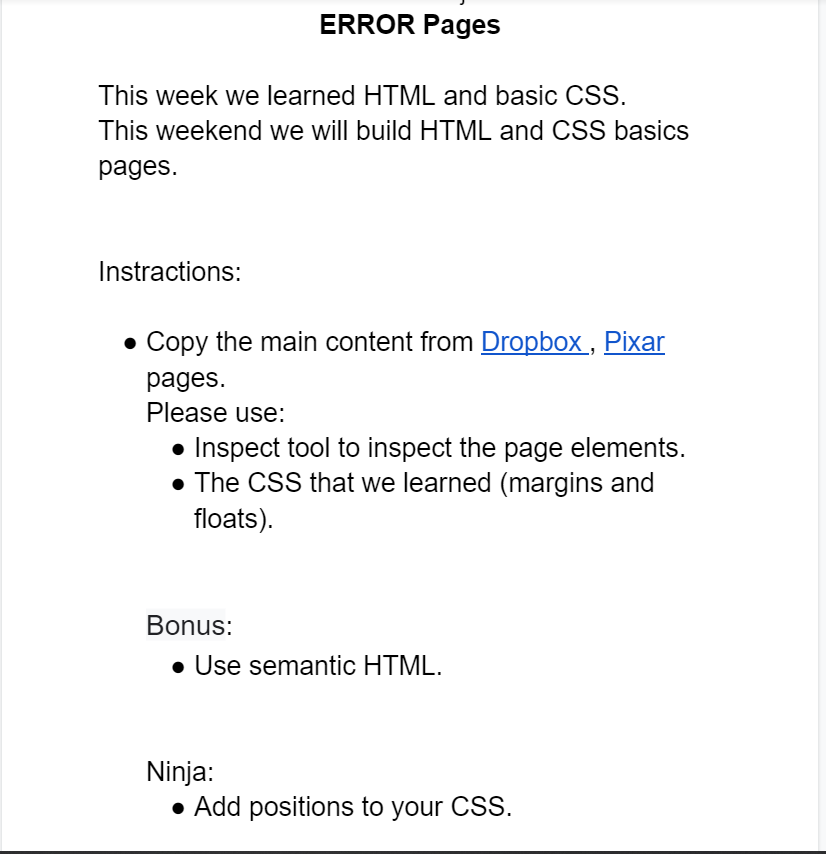 ERROR Pages
This week we learned HTML and basic CSS.
This weekend we will build HTML and CSS basics
pages.
Instractions:
● Copy the main content from Dropbox , Pixar
pages.
Please use:
● Inspect tool to inspect the page elements.
● The CSS that we learned (margins and
floats).
Bonus:
● Use semantic HTML.
Ninja:
● Add positions to your CSS.